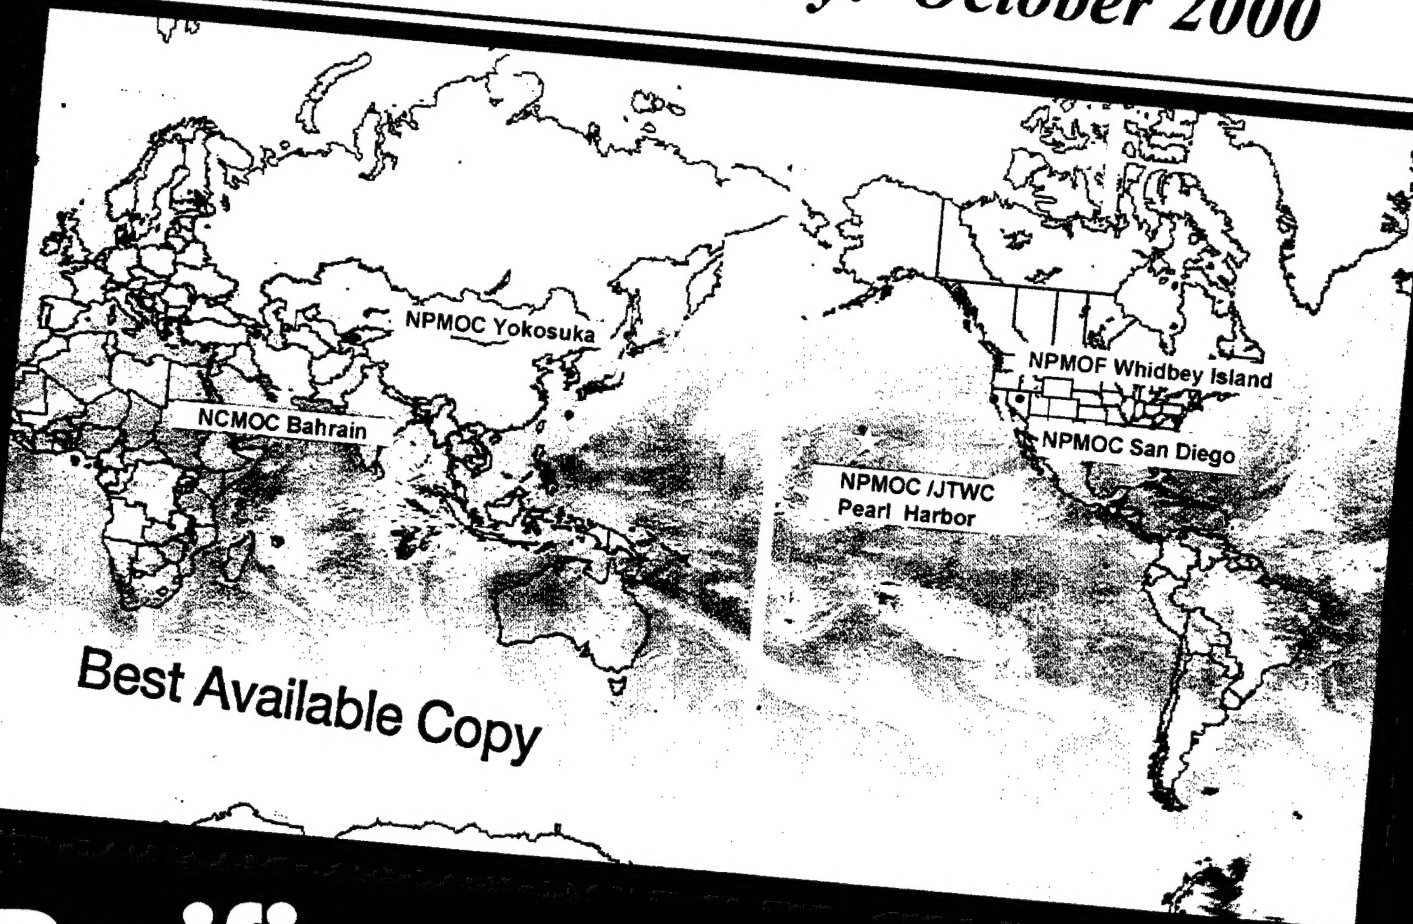 October 2000
NPMOC Yokosuka
NPMOF Whidbey Island
NCMOC Bahrain
NPMOC San Diego
NPMOC /JTWC
Pearl Harbor
Best Available Copy